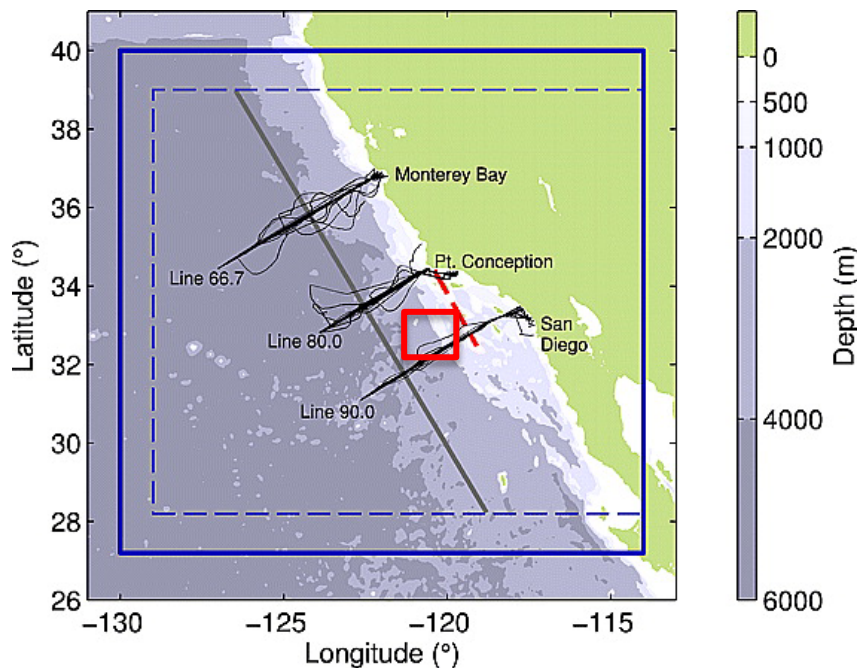 40
38
36
34
32
30
28
26
Latitude (°)
−130
−125
−120
−115
Longitude (°)
Monterey Bay
Line 66.7
Pt. Conception
Line 80.0
San
Diego
Line 90.0
0
500
1000
2000
4000
6000
Depth (m)